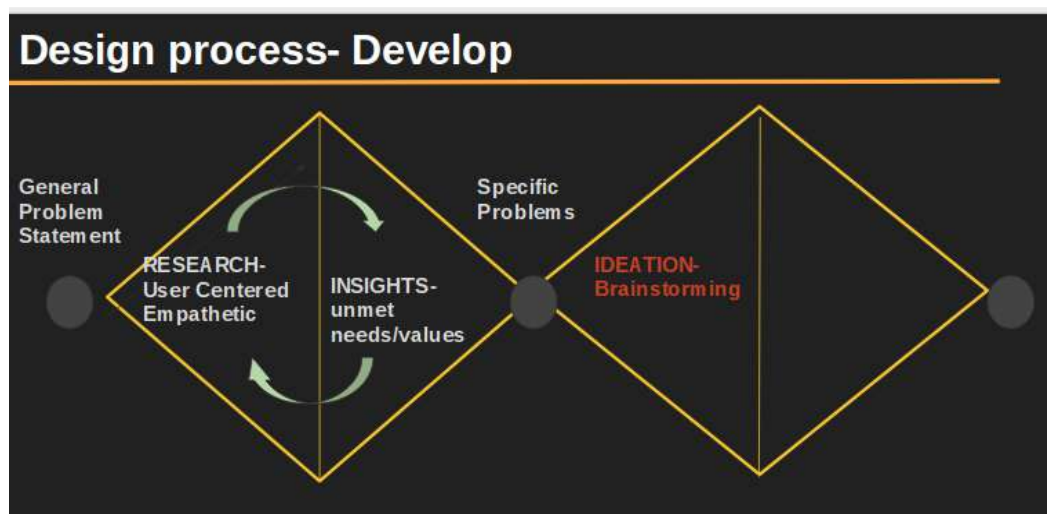 Design process- Develop
General
Problem
Statement
RESEARCH-
User Centered
Empathetic
INSIGHTS-
unmet
needs/values
Specific
Problems
IDEATION-
Brainstorming